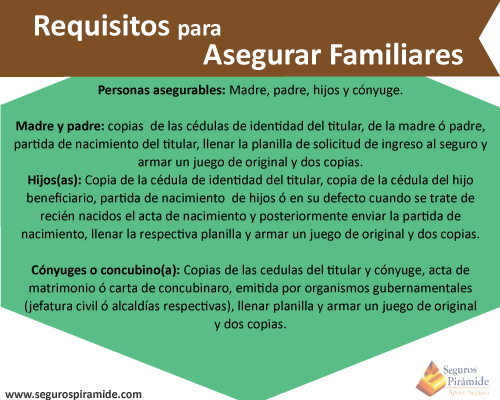 Requisitos para
Asegurar Familiares
Personas asegurables: Madre, padre, hijos y cónyuge.
Madre y padre: copias de las cédulas de identidad del titular, de la madre ó padre,
partida de nacimiento del titular, llenar la planilla de solicitud de ingreso al seguro y
armar un juego de original y dos copias.
Hijos(as): Copia de la cédula de identidad del titular, copia de la cédula del hijo
beneficiario, partida de nacimiento de hijos ó en su defecto cuando se trate de
recién nacidos el acta de nacimiento y posteriormente enviar la partida de
nacimiento, llenar la respectiva planilla y armar un juego de original y dos copias.
Cónyuges o concubino(a): Copias de las cedulas del titular y cónyuge, acta de
matrimonio ó carta de concubinaro, emitida por organismos gubernamentales
(jefatura civil ó alcaldías respectivas), llenar planilla y armar un juego de original
y dos copias.
Seguros
Pirámide
Apoyo Seguro
www.segurospiramide.com